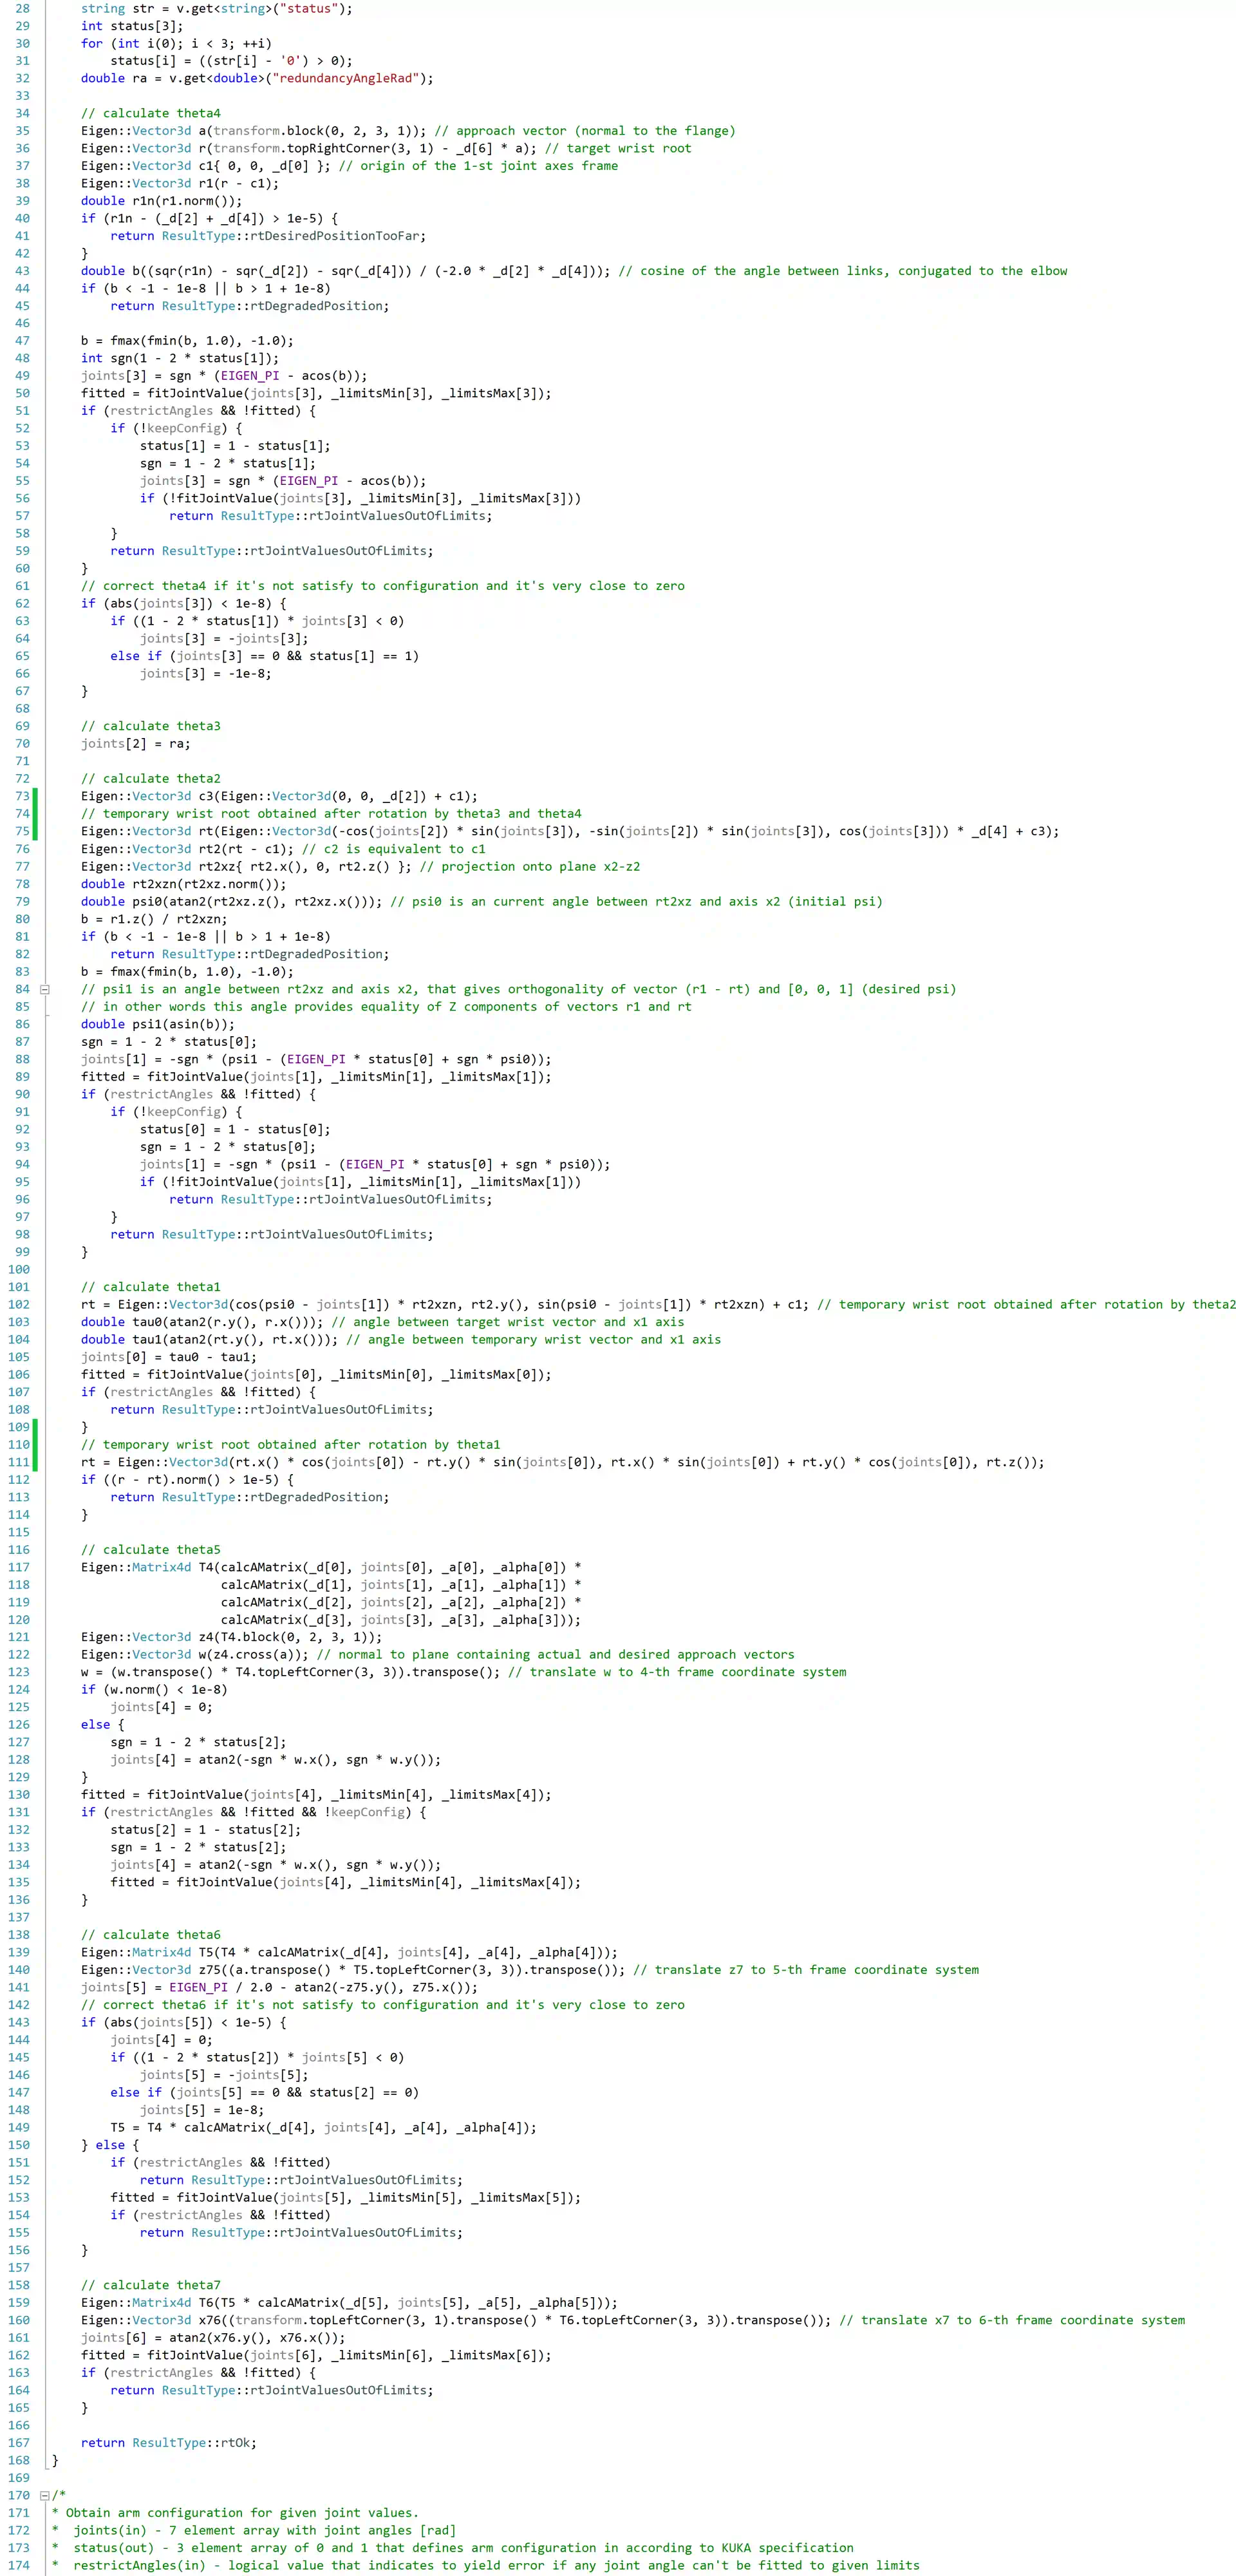 28 string str = v.get<string>("status");
29 int status[3];
30 for (int i(0); i < 3; ++i)
31 status[i] = ((str[i] - '0') > 0);
32 double ra = v.get<double>("redundancyAngleRad");
33
34 // calculate theta4
35 Eigen::Vector3d a(transform.block(0, 2, 3, 1)); // approach vector (normal to the flange)
36 Eigen::Vector3d r(transform.topRightCorner(3, 1) - _d[6] * a); // target wrist root
37 Eigen::Vector3d c1{ 0, 0, _d[0] }; // origin of the 1-st joint axes frame
38 Eigen::Vector3d r1(r - c1);
39 double r1n(r1.norm());
40 if (r1n - (_d[2] + _d[4]) > 1e-5) {
41 return ResultType::rtDesiredPositionTooFar;
42 }
43 double b((sqr(r1n) - sqr(_d[2]) - sqr(_d[4])) / (-2.0 * _d[2] * _d[4])); // cosine of the angle between links, conjugated to the elbow
44 if (b < -1 - 1e-8 || b > 1 + 1e-8)
45 return ResultType::rtDegradedPosition;
46
47 b = fmax(fmin(b, 1.0), -1.0);
48 int sgn(1 - 2 * status[1]);
49 joints[3] = sgn * (EIGEN_PI - acos(b));
50 fitted = fitJointValue(joints[3], _limitsMin[3], _limitsMax[3]);
51 if (restrictAngles && !fitted) {
52 if (!keepConfig) {
53 status[1] = 1 - status[1];
54 sgn = 1 - 2 * status[1];
55 joints[3] = sgn * (EIGEN_PI - acos(b));
56 if (!fitJointValue(joints[3], _limitsMin[3], _limitsMax[3]))
57 return ResultType::rtJointValuesOutOfLimits;
58 }
59 return ResultType::rtJointValuesOutOfLimits;
60 }
61 // correct theta4 if it's not satisfy to configuration and it's very close to zero
62 if (abs(joints[3]) < 1e-8) {
63 if ((1 - 2 * status[1]) * joints[3] < 0)
64 joints[3] = -joints[3];
65 else if (joints[3] == 0 && status[1] == 1)
66 joints[3] = -1e-8;
67 }
68
69 // calculate theta3
70 joints[2] = ra;
71
72 // calculate theta2
73 Eigen::Vector3d c3(Eigen::Vector3d(0, 0, _d[2]) + c1);
74 // temporary wrist root obtained after rotation by theta3 and theta4
75 Eigen::Vector3d rt(Eigen::Vector3d(-cos(joints[2]) * sin(joints[3]), -sin(joints[2]) * sin(joints[3]), cos(joints[3])) * _d[4] + c3);
76 Eigen::Vector3d rt2(rt - c1); // c2 is equivalent to c1
77 Eigen::Vector3d rt2xz{ rt2.x(), 0, rt2.z() }; // projection onto plane x2-z2
78 double rt2xzn(rt2xz.norm());
79 double psi0(atan2(rt2xz.z(), rt2xz.x())); // psi0 is an current angle between rt2xz and axis x2 (initial psi)
80 b = r1.z() / rt2xzn;
81 if (b < -1 - 1e-8 || b > 1 + 1e-8)
82 return ResultType::rtDegradedPosition;
83 b = fmax(fmin(b, 1.0), -1.0);
84 // psi1 is an angle between rt2xz and axis x2, that gives orthogonality of vector (r1 - rt) and [0, 0, 1] (desired psi)
85 // in other words this angle provides equality of Z components of vectors r1 and rt
86 double psi1(asin(b));
87 sgn = 1 - 2 * status[0];
88 joints[1] = -sgn * (psi1 - (EIGEN_PI * status[0] + sgn * psi0));
89 fitted = fitJointValue(joints[1], _limitsMin[1], _limitsMax[1]);
90 if (restrictAngles && !fitted) {
91 if (!keepConfig) {
92 status[0] = 1 - status[0];
93 sgn = 1 - 2 * status[0];
94 joints[1] = -sgn * (psi1 - (EIGEN_PI * status[0] + sgn * psi0));
95 if (!fitJointValue(joints[1], _limitsMin[1], _limitsMax[1]))
96 return ResultType::rtJointValuesOutOfLimits;
97 }
98 return ResultType::rtJointValuesOutOfLimits;
99 }
100
101 // calculate theta1
102 rt = Eigen::Vector3d(cos(psi0 - joints[1]) * rt2xzn, rt2.y(), sin(psi0 - joints[1]) * rt2xzn) + c1; // temporary wrist root obtained after rotation by theta2
103 double tau0(atan2(r.y(), r.x())); // angle between target wrist vector and x1 axis
104 double tau1(atan2(rt.y(), rt.x())); // angle between temporary wrist vector and x1 axis
105 joints[0] = tau0 - tau1;
106 fitted = fitJointValue(joints[0], _limitsMin[0], _limitsMax[0]);
107 if (restrictAngles && !fitted) {
108 return ResultType::rtJointValuesOutOfLimits;
109 }
110 // temporary wrist root obtained after rotation by theta1
111 rt = Eigen::Vector3d(rt.x() * cos(joints[0]) - rt.y() * sin(joints[0]), rt.x() * sin(joints[0]) + rt.y() * cos(joints[0]), rt.z());
112 if ((r - rt).norm() > 1e-5) {
113 return ResultType::rtDegradedPosition;
114 }
115
116 // calculate theta5
117 Eigen::Matrix4d T4(calcAMatrix(_d[0], joints[0], _a[0], _alpha[0]) *
118 calcAMatrix(_d[1], joints[1], _a[1], _alpha[1]) *
119 calcAMatrix(_d[2], joints[2], _a[2], _alpha[2]) *
120 calcAMatrix(_d[3], joints[3], _a[3], _alpha[3]));
121 Eigen::Vector3d z4(T4.block(0, 2, 3, 1));
122 Eigen::Vector3d w(z4.cross(a)); // normal to plane containing actual and desired approach vectors
123 w = (w.transpose() * T4.topLeftCorner(3, 3)).transpose(); // translate w to 4-th frame coordinate system
124 if (w.norm() < 1e-8)
125 joints[4] = 0;
126 else {
127 sgn = 1 - 2 * status[2];
128 joints[4] = atan2(-sgn * w.x(), sgn * w.y());
129 }
130 fitted = fitJointValue(joints[4], _limitsMin[4], _limitsMax[4]);
131 if (restrictAngles && !fitted && !keepConfig) {
132 status[2] = 1 - status[2];
133 sgn = 1 - 2 * status[2];
134 joints[4] = atan2(-sgn * w.x(), sgn * w.y());
135 fitted = fitJointValue(joints[4], _limitsMin[4], _limitsMax[4]);
136 }
137
138 // calculate theta6
139 Eigen::Matrix4d T5(T4 * calcAMatrix(_d[4], joints[4], _a[4], _alpha[4]));
140 Eigen::Vector3d z75((a.transpose() * T5.topLeftCorner(3, 3)).transpose()); // translate z7 to 5-th frame coordinate system
141 joints[5] = EIGEN_PI / 2.0 - atan2(-z75.y(), z75.x());
142 // correct theta6 if it's not satisfy to configuration and it's very close to zero
143 if (abs(joints[5]) < 1e-5) {
144 joints[4] = 0;
145 if ((1 - 2 * status[2]) * joints[5] < 0)
146 joints[5] = -joints[5];
147 else if (joints[5] == 0 && status[2] == 0)
148 joints[5] = 1e-8;
149 T5 = T4 * calcAMatrix(_d[4], joints[4], _a[4], _alpha[4]);
150 } else {
151 if (restrictAngles && !fitted)
152 return ResultType::rtJointValuesOutOfLimits;
153 fitted = fitJointValue(joints[5], _limitsMin[5], _limitsMax[5]);
154 if (restrictAngles && !fitted)
155 return ResultType::rtJointValuesOutOfLimits;
156 }
157
158 // calculate theta7
159 Eigen::Matrix4d T6(T5 * calcAMatrix(_d[5], joints[5], _a[5], _alpha[5]));
160 Eigen::Vector3d x76((transform.topLeftCorner(3, 1).transpose() * T6.topLeftCorner(3, 3)).transpose()); // translate x7 to 6-th frame coordinate system
161 joints[6] = atan2(x76.y(), x76.x());
162 fitted = fitJointValue(joints[6], _limitsMin[6], _limitsMax[6]);
163 if (restrictAngles && !fitted) {
164 return ResultType::rtJointValuesOutOfLimits;
165 }
166
167 return ResultType::rtOk;
168 }
169
170 /*
171 * Obtain arm configuration for given joint values.
172 * joints(in) - 7 element array with joint angles [rad]
173 * status(out) - 3 element array of 0 and 1 that defines arm configuration in according to KUKA specification
174 * restrictAngles(in) - logical value that indicates to yield error if any joint angle can't be fitted to given limits